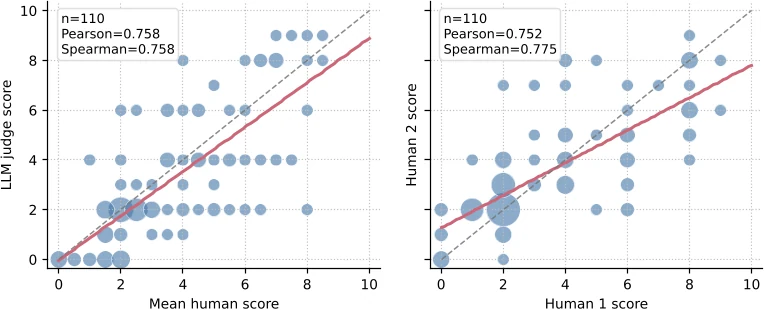 n=110
Pearson=0.758
Spearman=0.758
10
8
6
4
2
0
LLM judge score
0 2 4 6 8 10
Mean human score
n=110
Pearson=0.752
Spearman=0.775
10
8
6
4
2
0
Human 2 score
0 2 4 6 8 10
Human 1 score